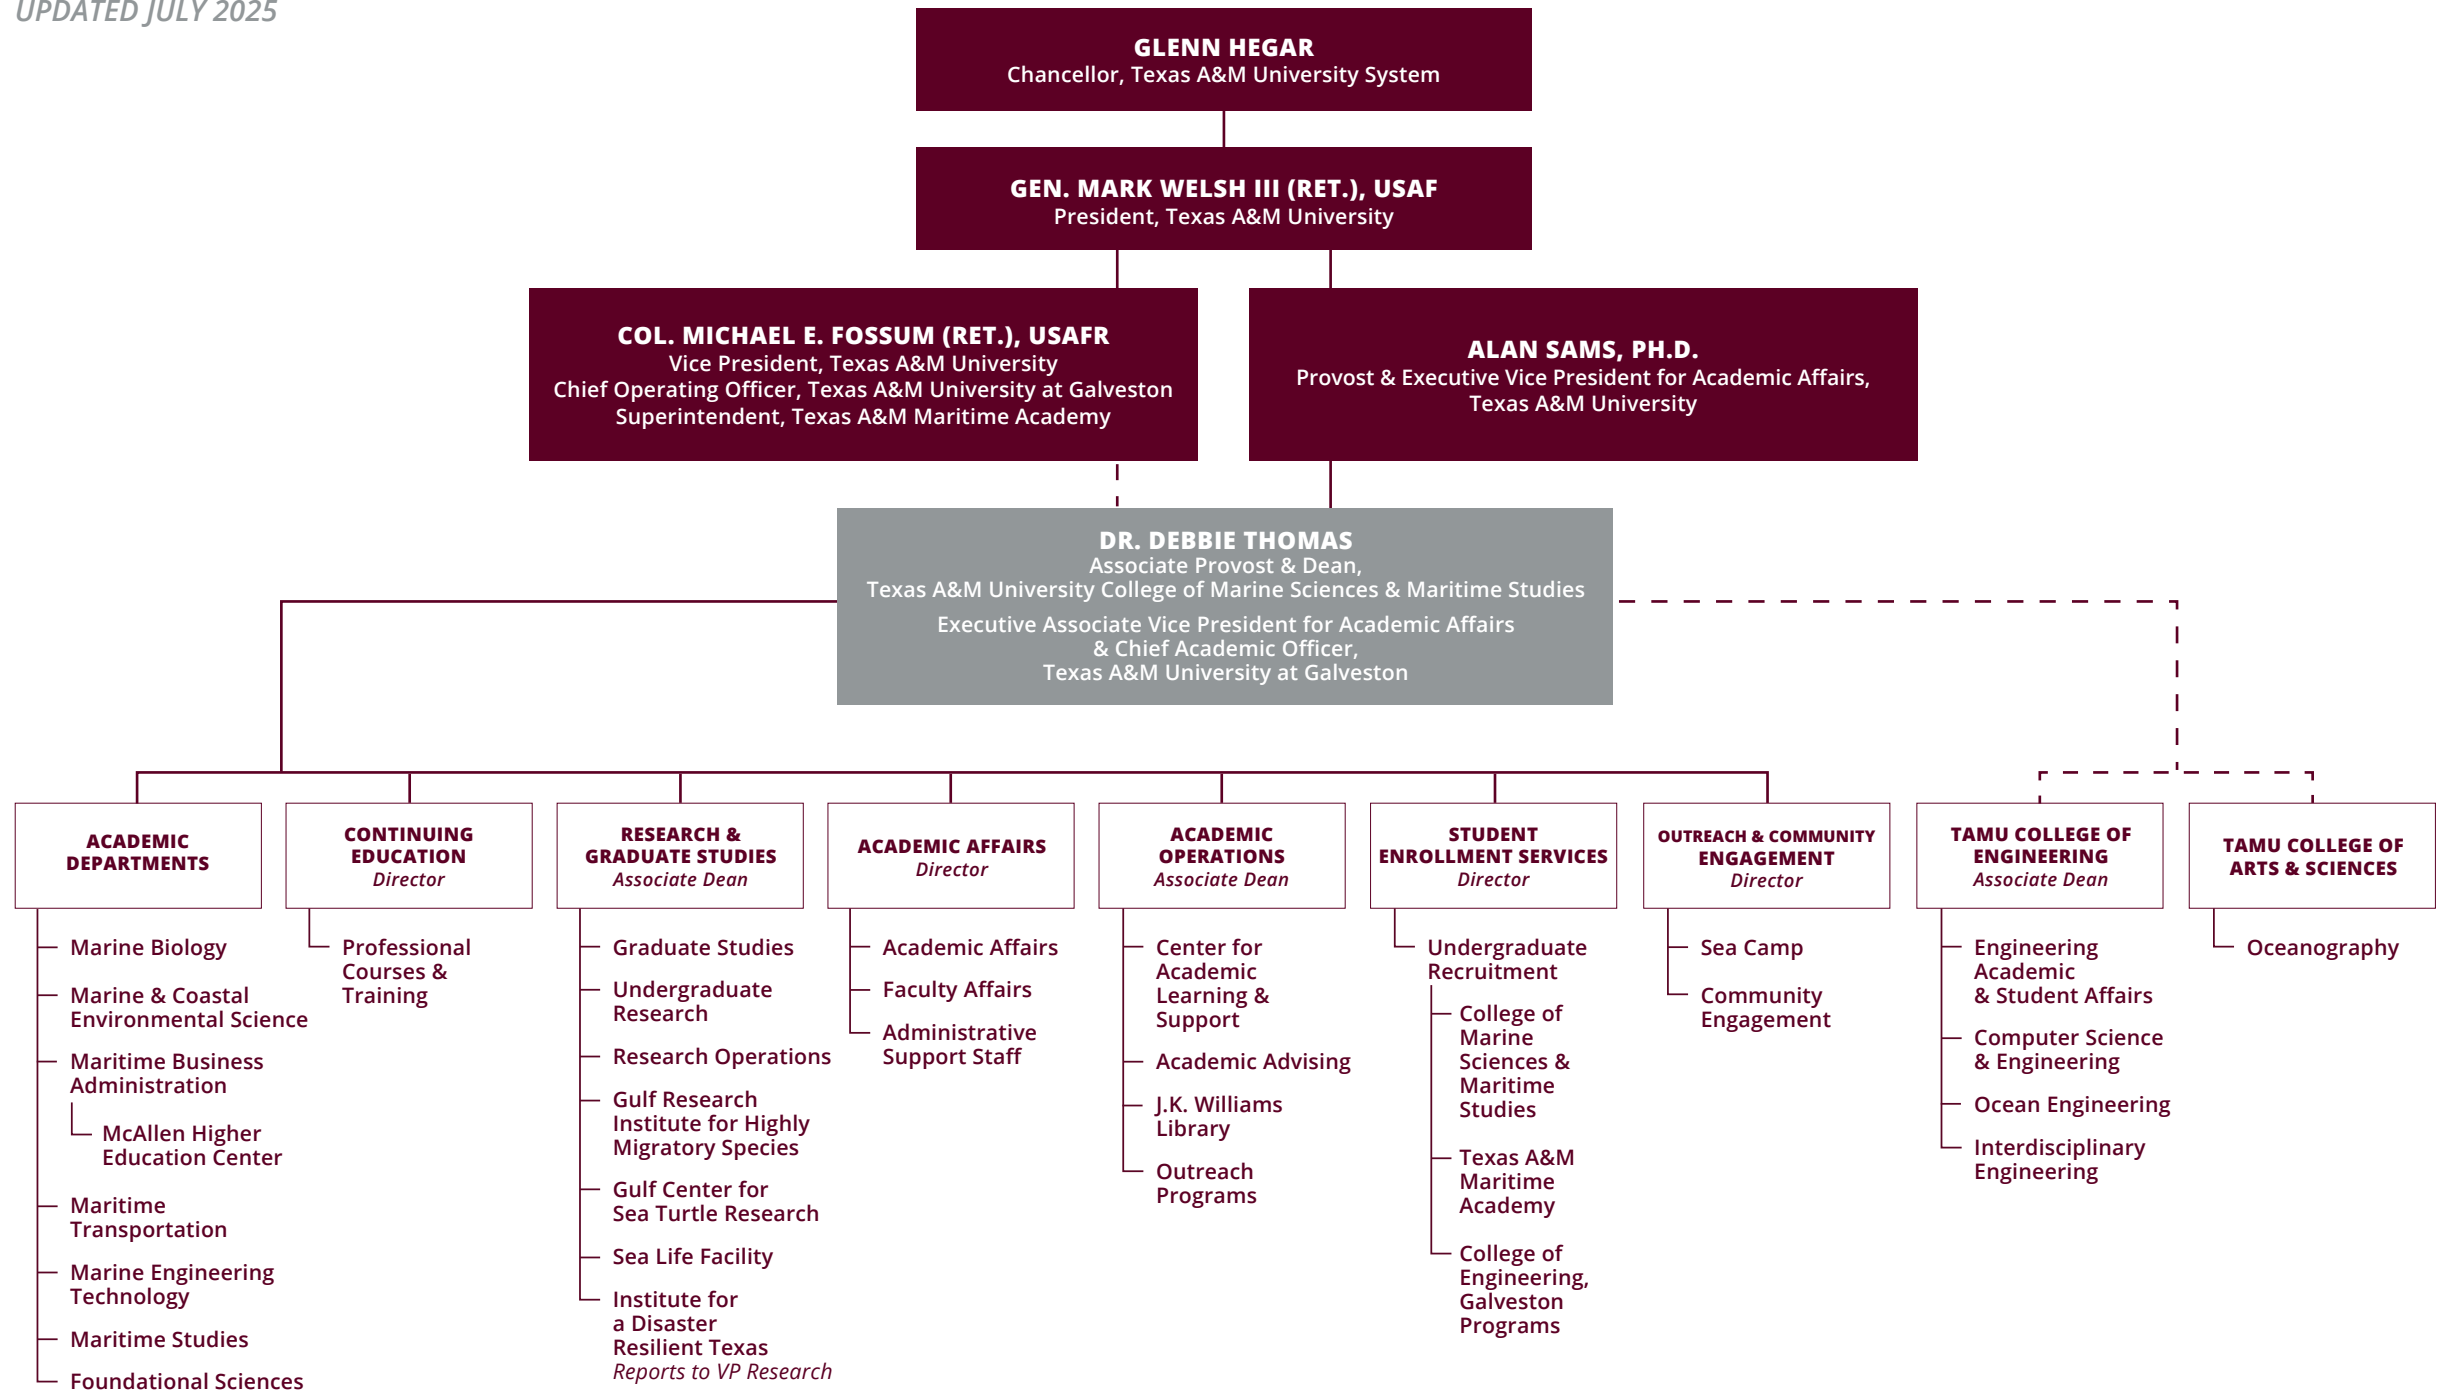 UPDATED JULY 2025
GLENN HEGAR
Chancellor, Texas A&M University System
GEN. MARK WELSH III (RET.), USAF
President, Texas A&M University
COL. MICHAEL E. FOSSUM (RET.), USAFR
Vice President, Texas A&M University
Chief Operating Officer, Texas A&M University at Galveston
Superintendent, Texas A&M Maritime Academy
ALAN SAMS, PH.D.
Provost & Executive Vice President for Academic Affairs,
Texas A&M University
DR. DEBBIE THOMAS
Associate Provost & Dean,
Texas A&M University College of Marine Sciences & Maritime Studies
Executive Associate Vice President for Academic Affairs
& Chief Academic Officer,
Texas A&M University at Galveston
ACADEMIC
DEPARTMENTS
Marine Biology
Marine & Coastal
Environmental Science
Maritime Business
Administration
McAllen Higher
Education Center
Maritime
Transportation
Marine Engineering
Technology
Maritime Studies
Foundational Sciences
CONTINUING
EDUCATION
Director
Professional
Courses &
Training
RESEARCH &
GRADUATE STUDIES
Associate Dean
Graduate Studies
Undergraduate
Research
Research Operations
Gulf Research
Institute for Highly
Migratory Species
Gulf Center for
Sea Turtle Research
Sea Life Facility
Institute for
a Disaster
Resilient Texas
Reports to VP Research
ACADEMIC AFFAIRS
Director
Academic Affairs
Faculty Affairs
Administrative
Support Staff
ACADEMIC
OPERATIONS
Associate Dean
Center for
Academic
Learning &
Support
Academic Advising
J.K. Williams
Library
Outreach
Programs
STUDENT
ENROLLMENT SERVICES
Director
Undergraduate
Recruitment
College of
Marine
Sciences &
Maritime
Studies
Texas A&M
Maritime
Academy
College of
Engineering,
Galveston
Programs
OUTREACH & COMMUNITY
ENGAGEMENT
Director
Sea Camp
Community
Engagement
TAMU COLLEGE OF
ENGINEERING
Associate Dean
Engineering
Academic
& Student Affairs
Computer Science
& Engineering
Ocean Engineering
Interdisciplinary
Engineering
TAMU COLLEGE OF
ARTS & SCIENCES
Oceanography